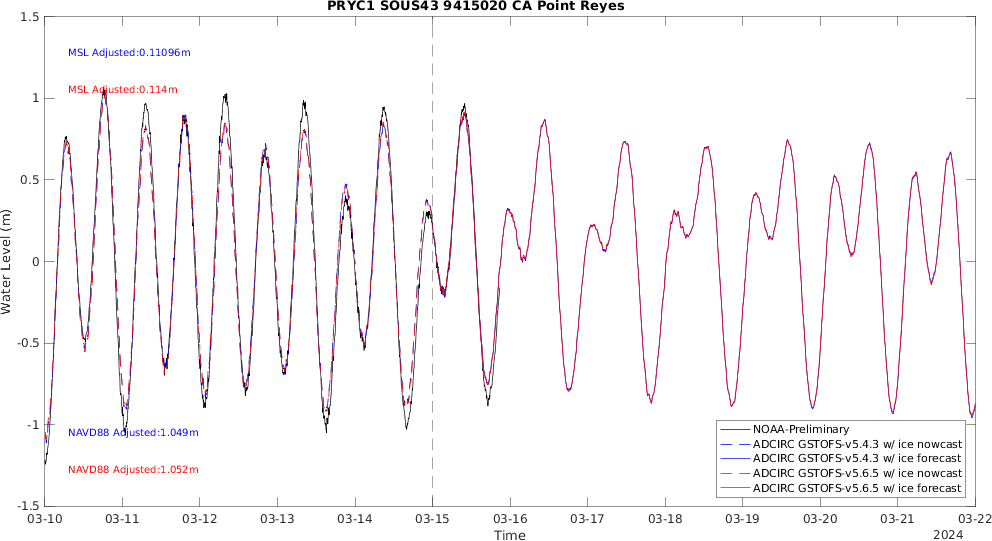 PRYC1 SOUS43 9415020 CA Point Reyes
1.5
1
0.5
0
-0.5
-1
-1.5
Water Level (m)
MSL Adjusted:0.11096m
MSL Adjusted:0.114m
NAVD88 Adjusted:1.049m
NAVD88 Adjusted:1.052m
NOAA-Preliminary
ADCIRC GSTOFS-v5.4.3 w/ ice nowcast
ADCIRC GSTOFS-v5.4.3 w/ ice forecast
ADCIRC GSTOFS-v5.6.5 w/ ice nowcast
ADCIRC GSTOFS-v5.6.5 w/ ice forecast
03-10 03-11 03-12 03-13 03-14 03-15 03-16 03-17 03-18 03-19 03-20 03-21 03-22
Time
2024